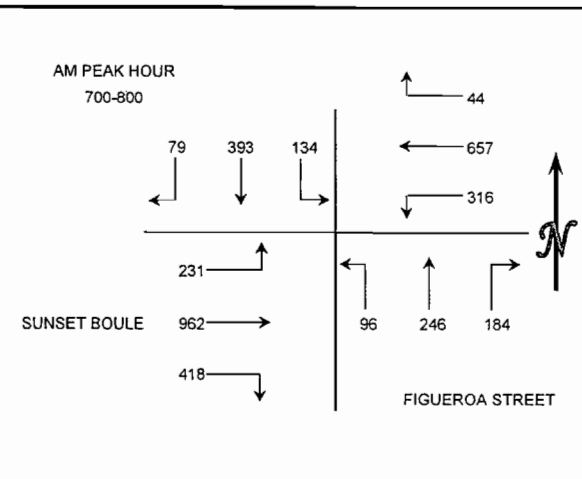 AM PEAK HOUR
700-800
44
79 393 134 657
316
N
231
SUNSET BOULE 962 96 246 184
418
FIGUEROA STREET